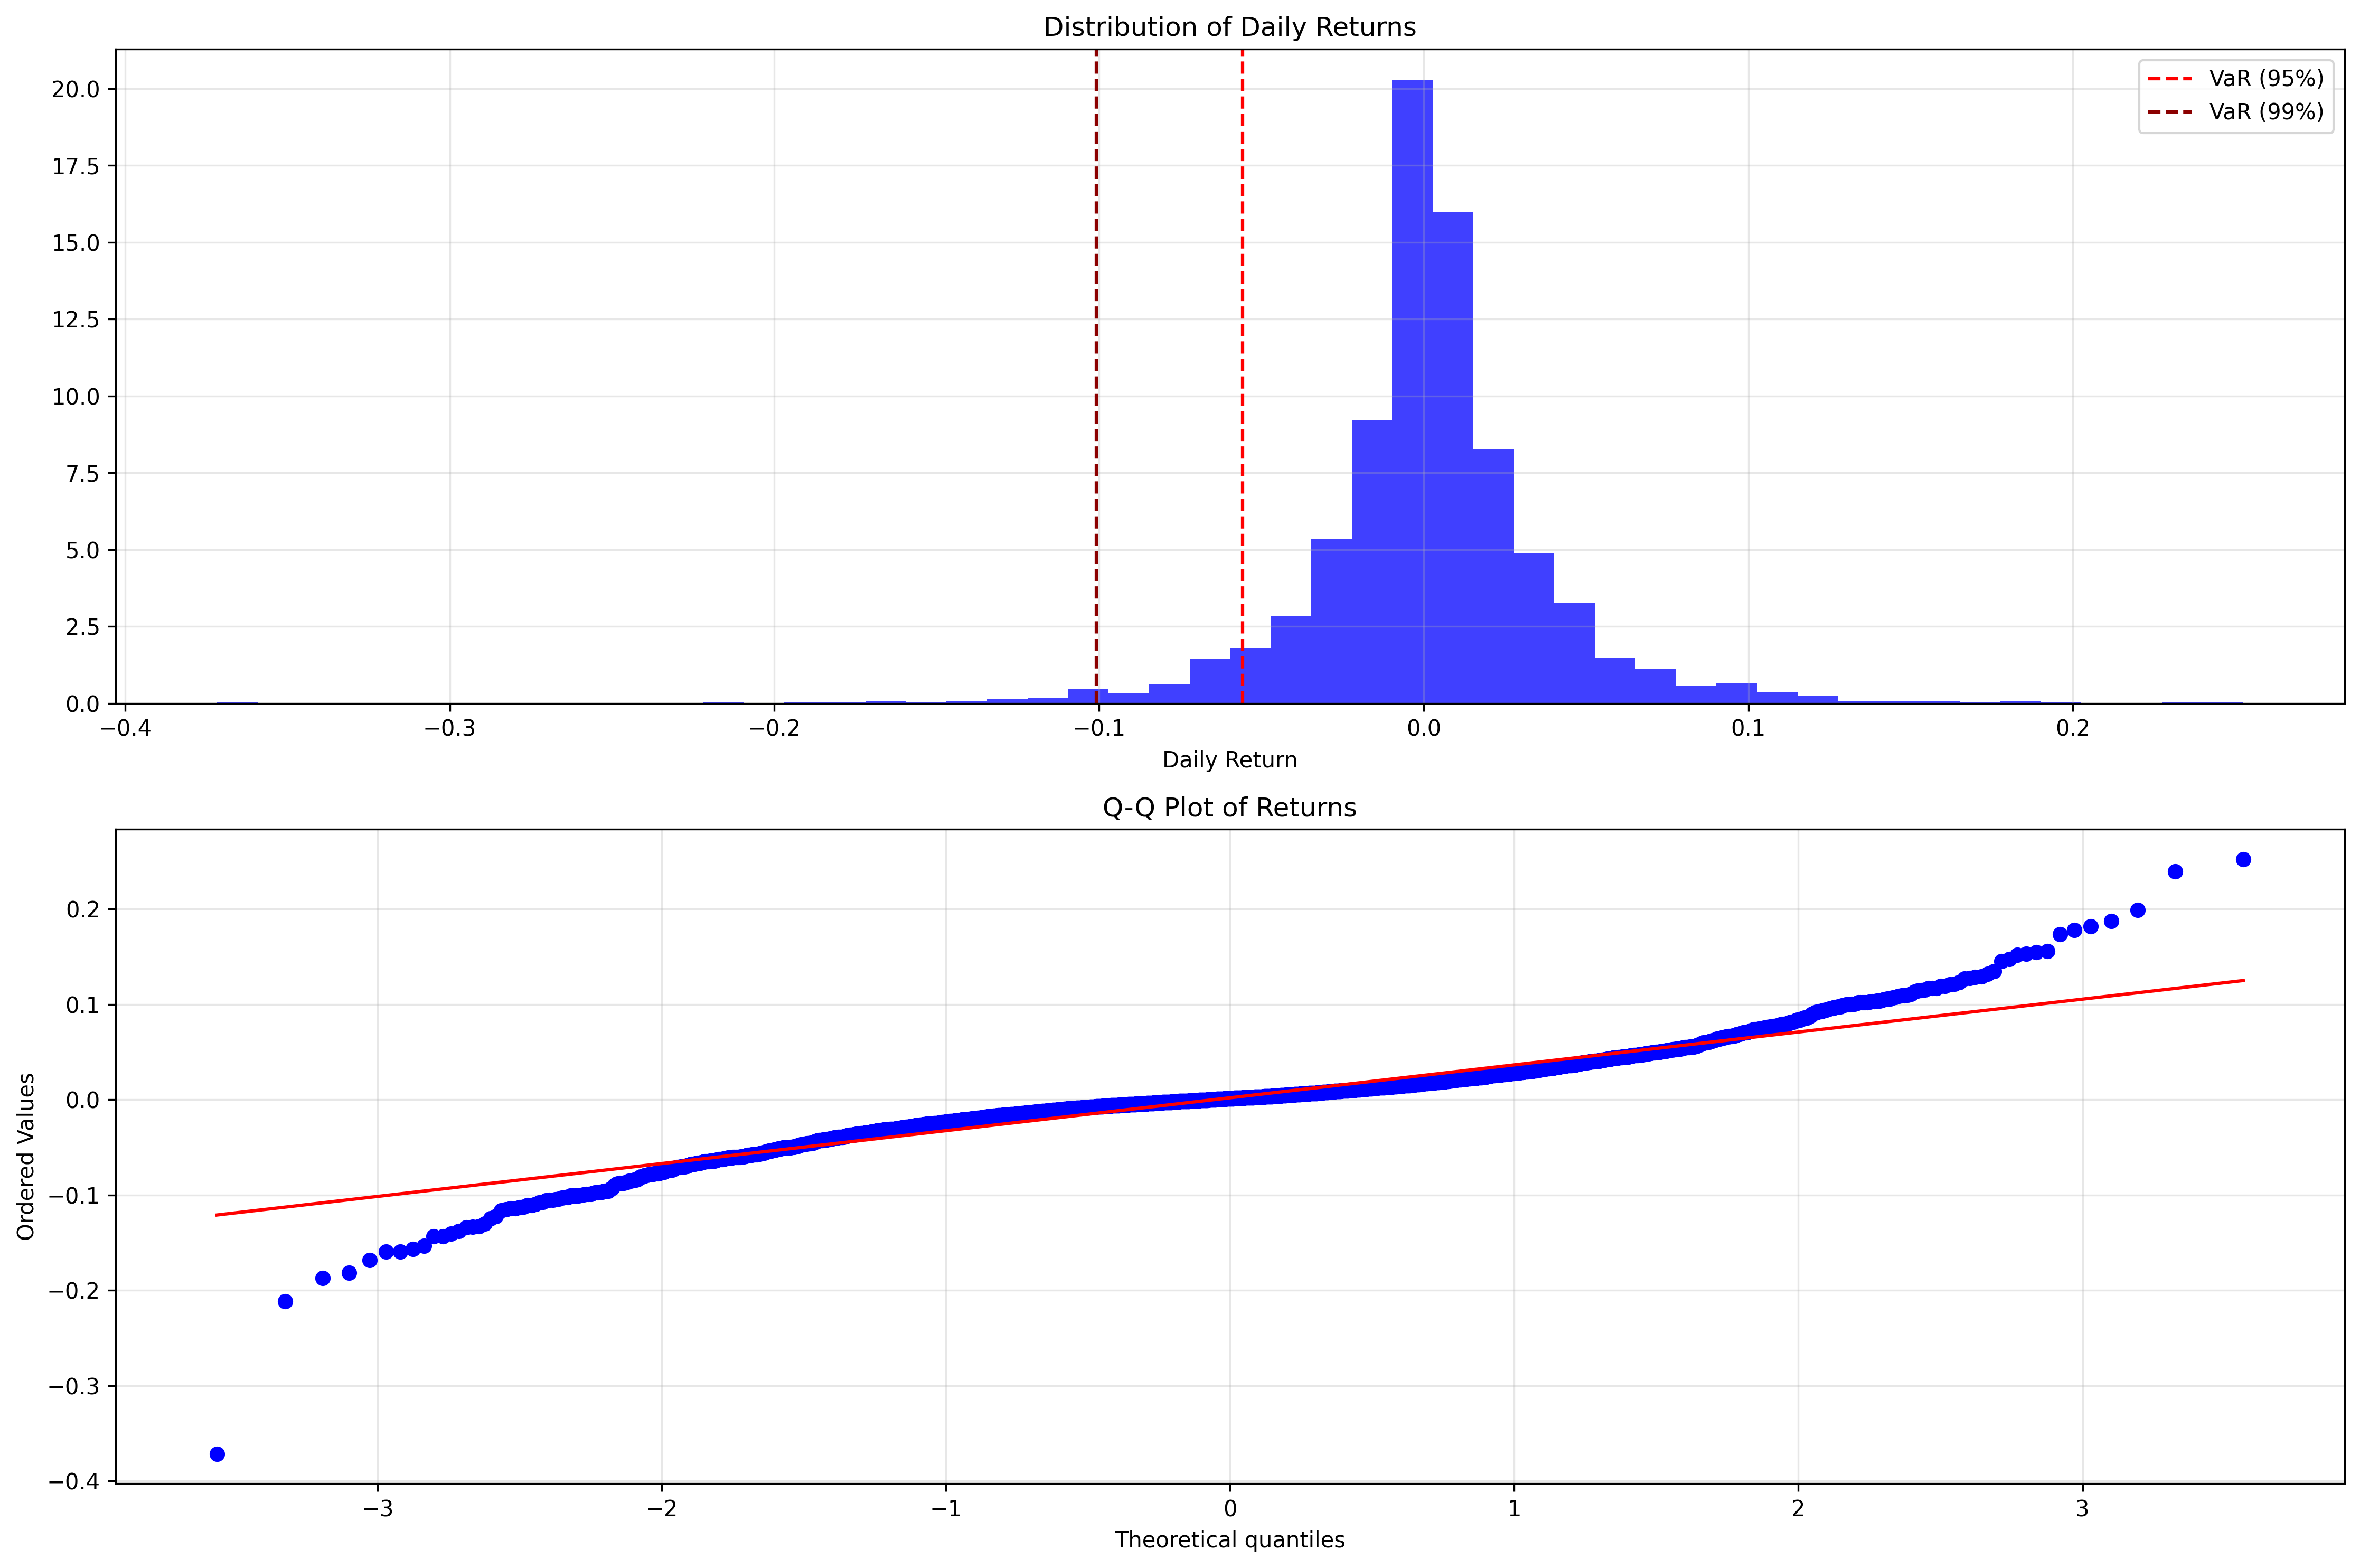 Distribution of Daily Returns
20.0
17.5
15.0
12.5
10.0
7.5
5.0
2.5
0.0
VaR (95%)
VaR (99%)
−0.4 −0.3 −0.2 −0.1 0.0 0.1 0.2
Daily Return
Q-Q Plot of Returns
Ordered Values
0.2
0.1
0.0
−0.1
−0.2
−0.3
−0.4
−3 −2 −1 0 1 2 3
Theoretical quantiles